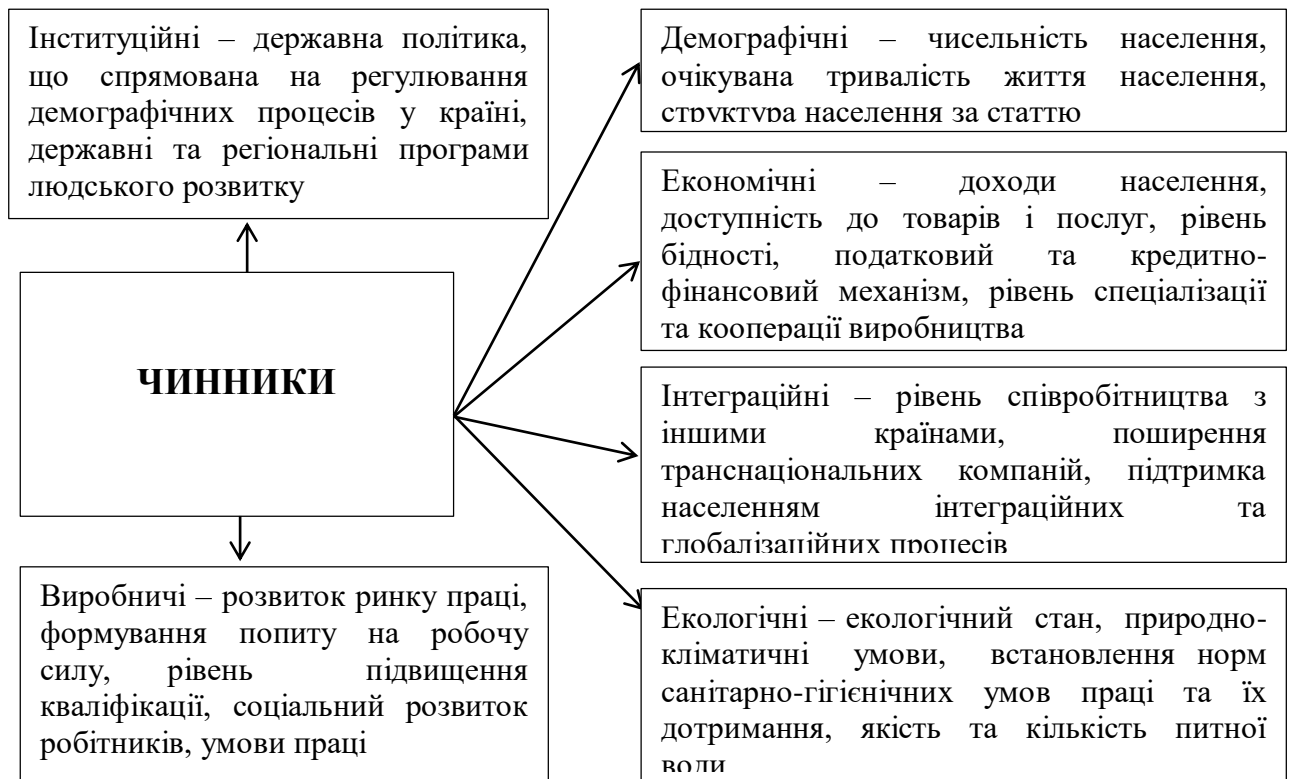 Інституційні – державна політика,
що спрямована на регулювання
демографічних процесів у країні,
державні та регіональні програми
людського розвитку
Демографічні – чисельність населення,
очікувана тривалість життя населення,
структура населення за статтю
Економічні – доходи населення,
доступність до товарів і послуг, рівень
бідності, податковий та кредитно-
фінансовий механізм, рівень спеціалізації
та кооперації виробництва
ЧИННИКИ
Інтеграційні – рівень співробітництва з
іншими країнами, поширення
транснаціональних компаній, підтримка
населенням інтеграційних та
глобалізаційних процесів
Виробничі – розвиток ринку праці,
формування попиту на робочу
силу, рівень підвищення
кваліфікації, соціальний розвиток
робітників, умови праці
Екологічні – екологічний стан, природно-
кліматичні умови, встановлення норм
санітарно-гігієнічних умов праці та їх
дотримання, якість та кількість питної
води